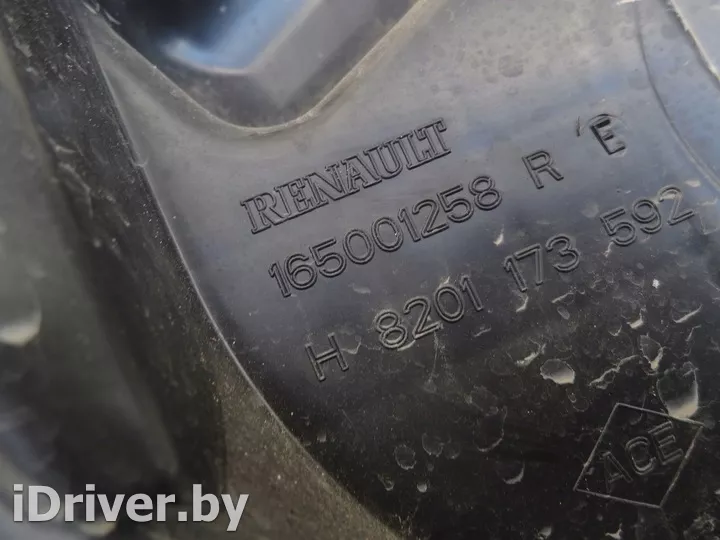 RENAULT
165001258 R E
H 8201 173 592
ACE
iDriver.by